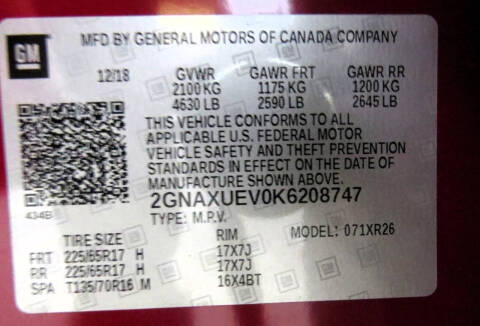 GM
MFD BY GENERAL MOTORS OF CANADA COMPANY
12/18 GVWR GAWR FRT GAWR RR
2100 KG 1175 KG 1200 KG
4630 LB 2590 LB 2645 LB
THIS VEHICLE CONFORMS TO ALL
APPLICABLE U.S. FEDERAL MOTOR
VEHICLE SAFETY AND THEFT PREVENTION
STANDARDS IN EFFECT ON THE DATE OF
MANUFACTURE SHOWN ABOVE.
434B
2GNAXUEV0K6208747
TYPE: M.P.V.
TIRE SIZE RIM MODEL: 071XR26
FRT 225/65R17 H 17X7J
RR 225/65R17 H 17X7J
SPA T135/70R16 M 16X4BT